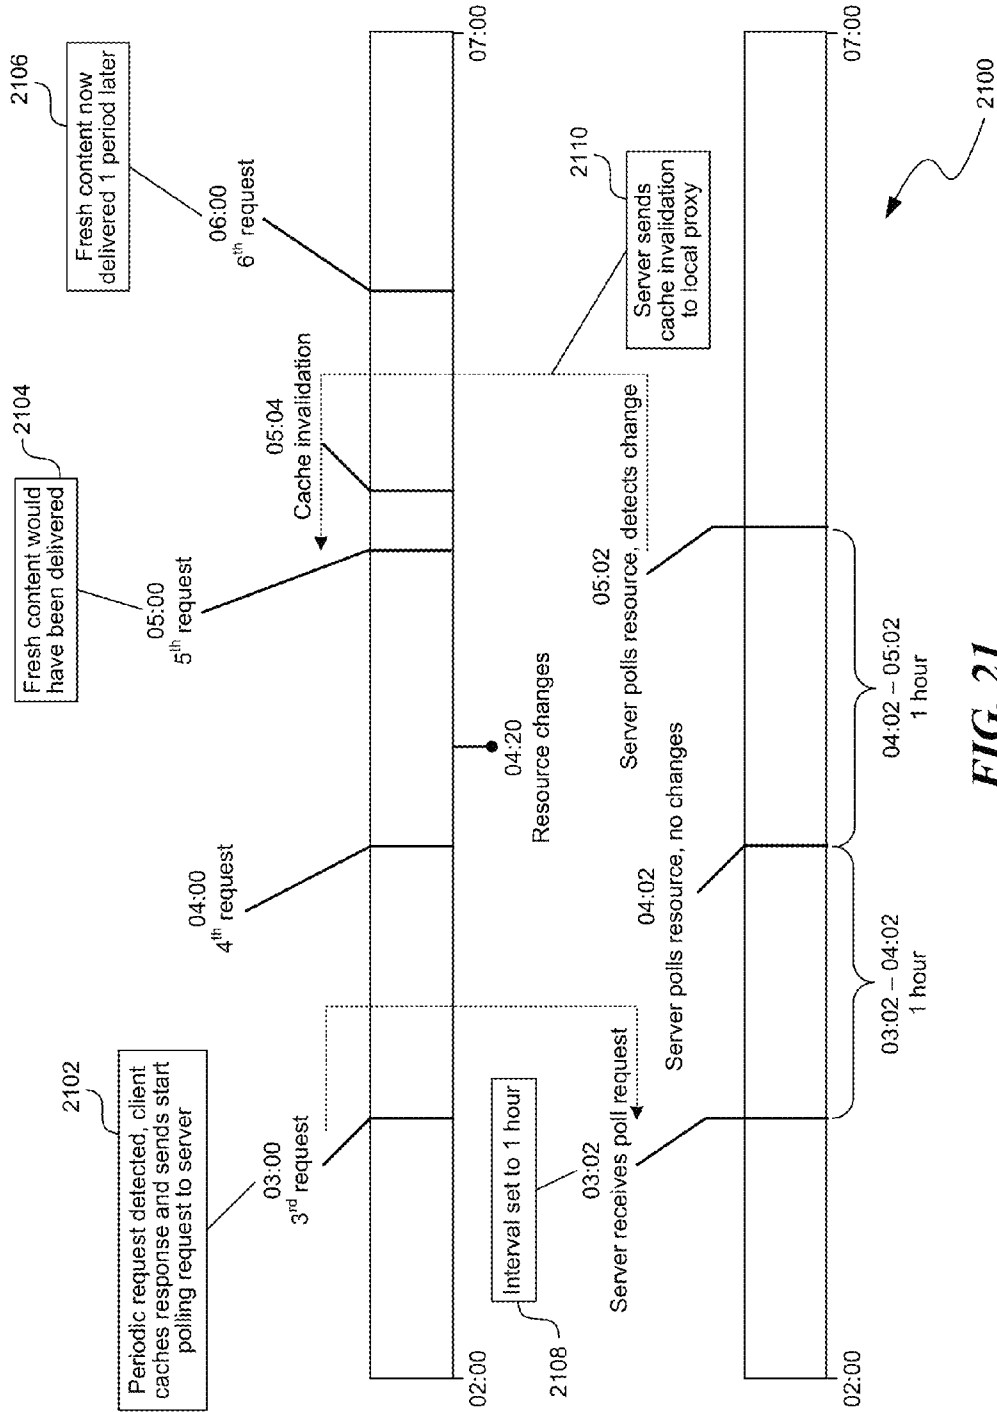 2102
Periodic request detected, client
caches response and sends start
polling request to server
03:00
3rd request
04:00
4th request
2104
Fresh content would
have been delivered
05:00
5th request
05:04
Cache invalidation
2106
Fresh content now
delivered 1 period later
06:00
6th request
02:00
07:00
04:20
Resource changes
2108
Interval set to 1 hour
03:02
Server receives poll request
04:02
Server polls resource, no changes
05:02
Server polls resource, detects change
2110
Server sends
cache invalidation
to local proxy
02:00
07:00
03:02 – 04:02
1 hour
04:02 – 05:02
1 hour
2100
FIG. 21